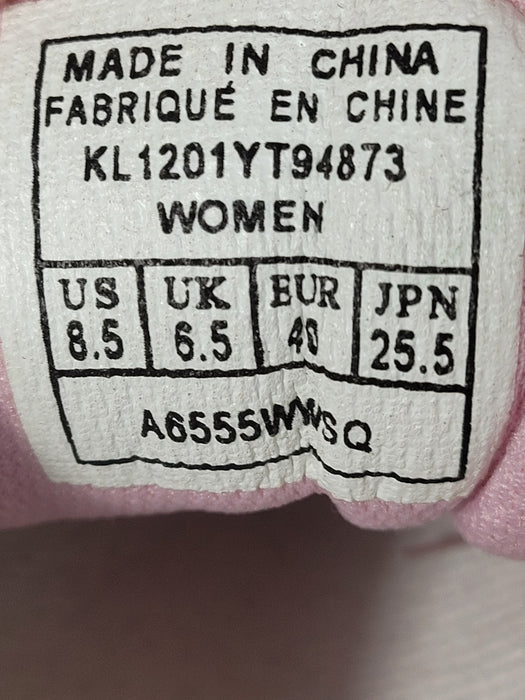 MADE IN CHINA
FABRIQUÉ EN CHINE
KL1201YT94873
WOMEN
US UK EUR JPN
8.5 6.5 40 25.5